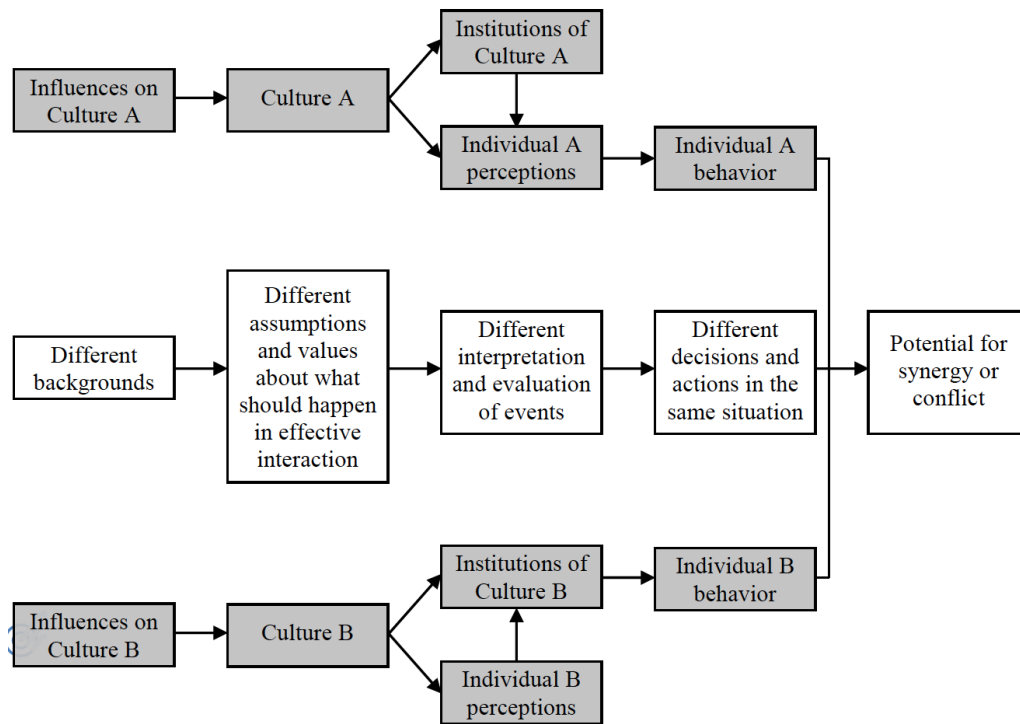 Institutions of
Culture A
Influences on
Culture A
Culture A
Individual A
perceptions
Individual A
behavior
Different
backgrounds
Different
assumptions
and values
about what
should happen
in effective
interaction
Different
interpretation
and evaluation
of events
Different
decisions and
actions in the
same situation
Potential for
synergy or
conflict
Institutions of
Culture B
Individual B
behavior
Influences on
Culture B
Culture B
Individual B
perceptions